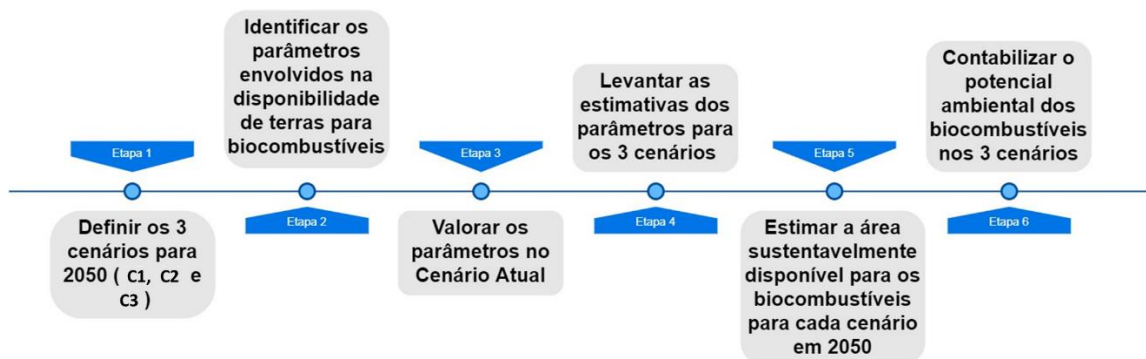 Etapa 1
Definir os 3
cenários para
2050 ( C1, C2 e
C3 )
Identificar os
parâmetros
envolvidos na
disponibilidade
de terras para
biocombustíveis
Etapa 2
Etapa 3
Valorar os
parâmetros no
Cenário Atual
Levantar as
estimativas dos
parâmetros para
os 3 cenários
Etapa 4
Etapa 5
Estimar a área
sustentavelmente
disponível para os
biocombustíveis
para cada cenário
em 2050
Contabilizar o
potencial
ambiental dos
biocombustíveis
nos 3 cenários
Etapa 6